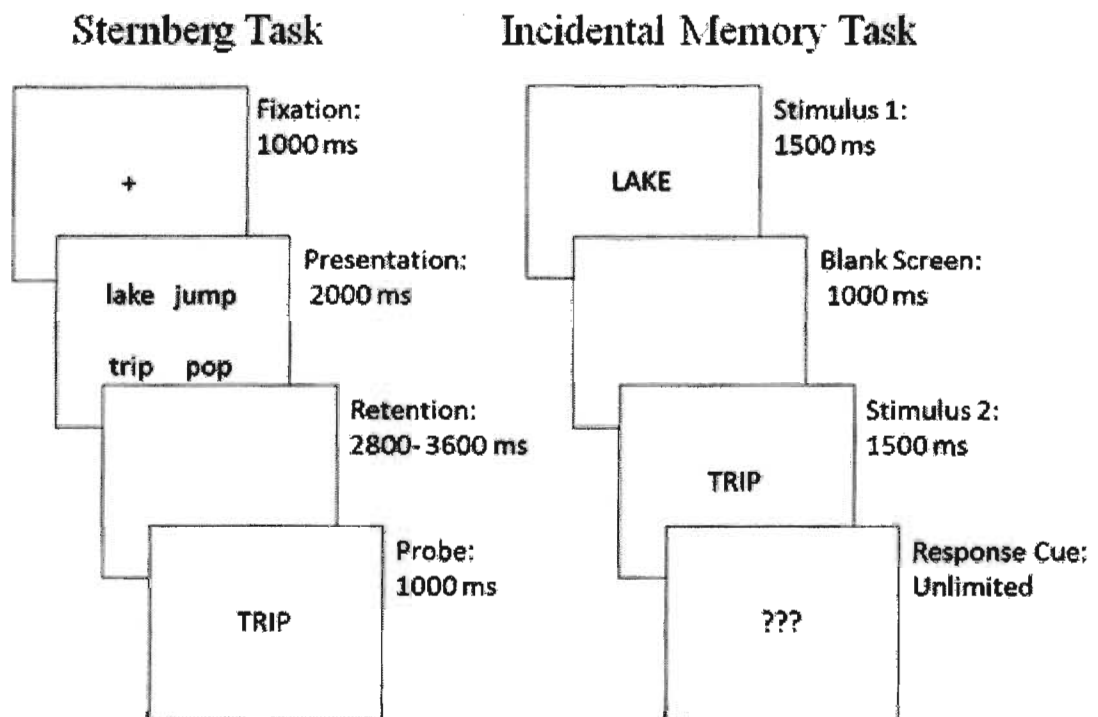 Sternberg Task
Fixation:
1000 ms
+
Presentation:
2000 ms
lake jump
trip pop
Retention:
2800-3600 ms
Probe:
1000 ms
TRIP
Incidental Memory Task
Stimulus 1:
1500 ms
LAKE
Blank Screen:
1000 ms
Stimulus 2:
1500 ms
TRIP
Response Cue:
Unlimited
???